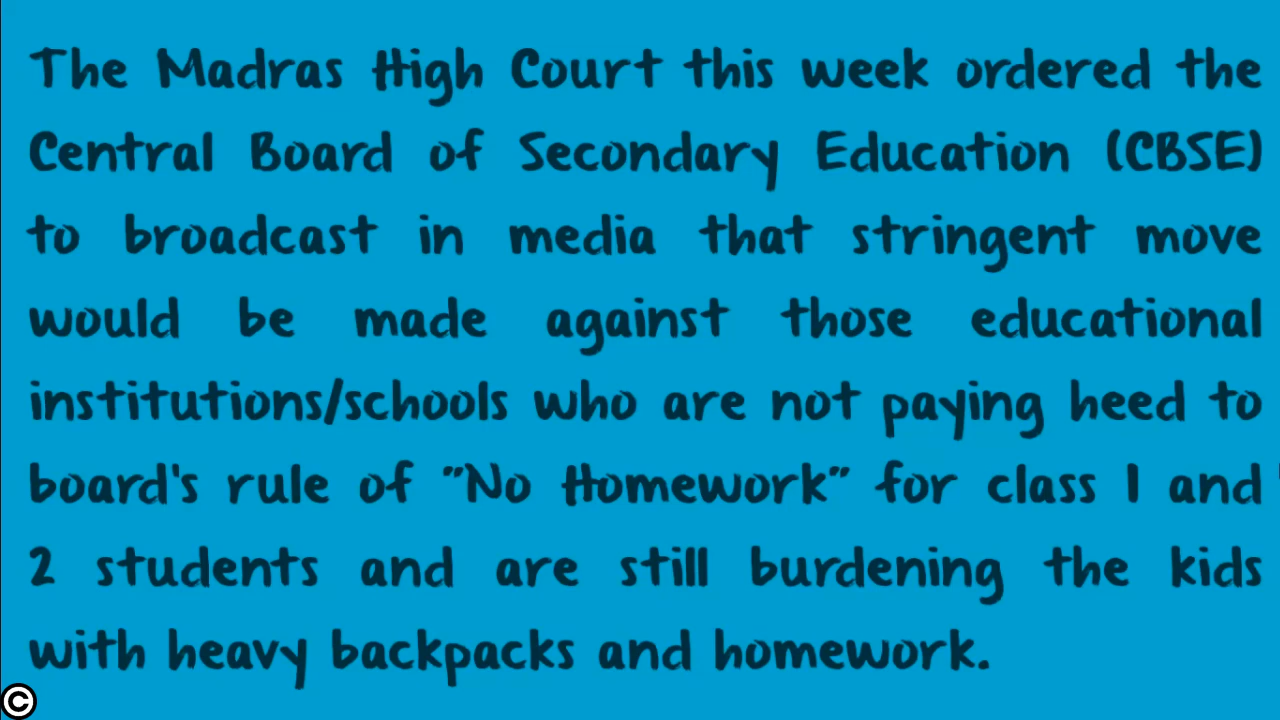 The Madras High Court this week ordered the
Central Board of Secondary Education (CBSE)
to broadcast in media that stringent move
would be made against those educational
institutions/schools who are not paying heed to
board's rule of "No Homework" for class 1 and
2 students and are still burdening the kids
with heavy backpacks and homework.
©